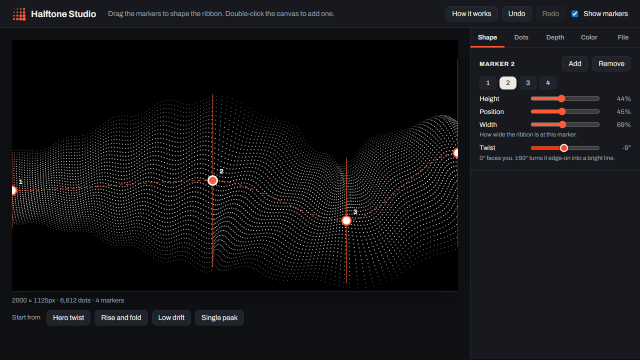 Halftone Studio
Drag the markers to shape the ribbon. Double-click the canvas to add one.
How it works
Undo
Redo
Show markers
Shape
Dots
Depth
Color
File
MARKER 2
Add
Remove
1
2
3
4
Height
44%
Position
45%
Width
69%
How wide the ribbon is at this marker.
Twist
-9°
0° faces you. ±90° turns it edge-on into a bright line.
1
2
3
2000 × 1125px · 6,612 dots · 4 markers
Start from
Hero twist
Rise and fold
Low drift
Single peak